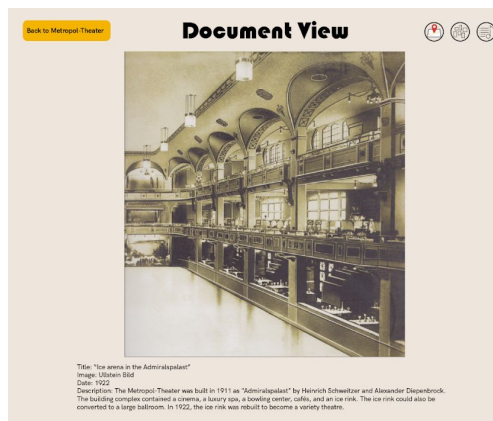 Back to Metropol-Theater
Document View
Title: "Ice arena in the Admiralspalast"
Image: Ullstein Bild
Date: 1922
Description: The Metropol-Theater was built in 1911 as "Admiralspalast" by Heinrich Schweitzer and Alexander Diepenbrock.
The building complex contained a cinema, a luxury spa, a bowling center, cafés, and an ice rink. The ice rink could also be
converted to a large ballroom. In 1922, the ice rink was rebuilt to become a variety theatre.